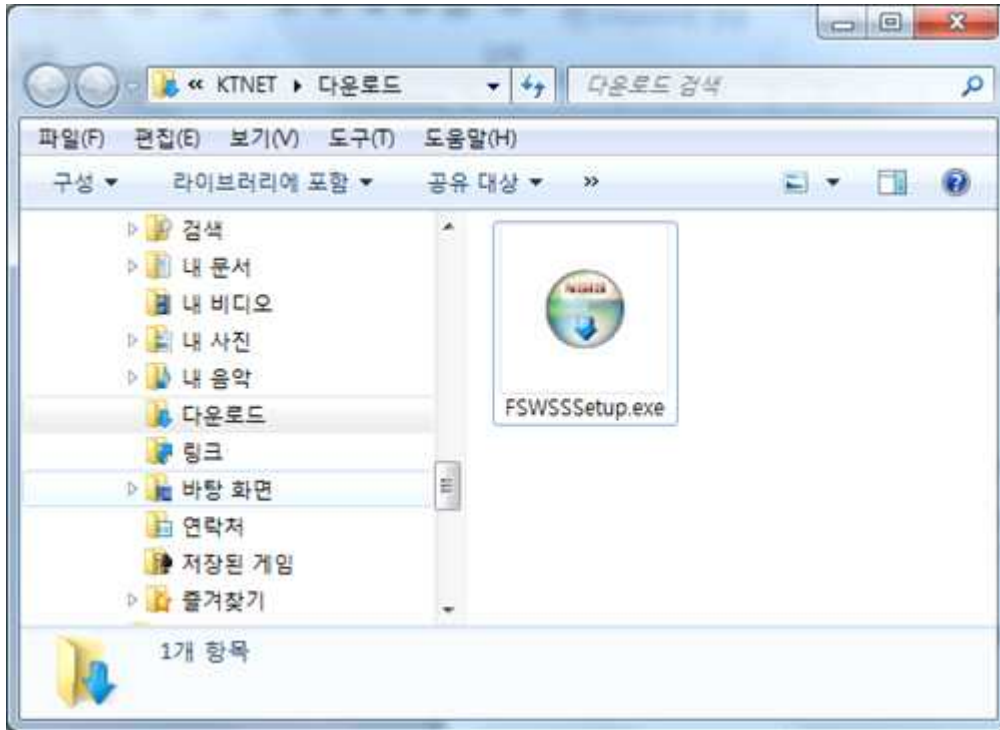 « KTNET ▸ 다운로드
다운로드 검색
파일(F) 편집(E) 보기(V) 도구(T) 도움말(H)
구성 라이브러리에 포함 공유 대상 »
검색
내 문서
내 비디오
내 사진
내 음악
다운로드
링크
바탕 화면
연락처
저장된 게임
즐겨찾기
FSWSSSetup.exe
1개 항목